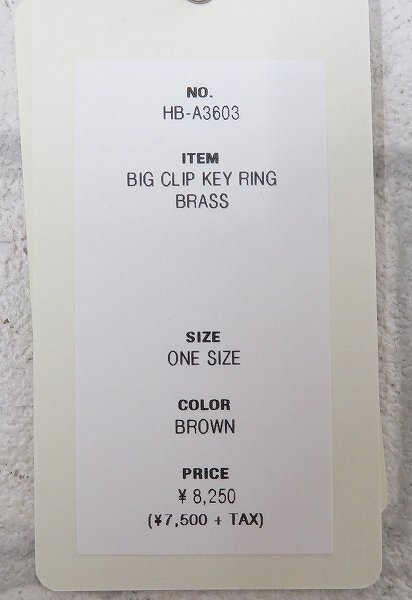 NO.
HB-A3603
ITEM
BIG CLIP KEY RING
BRASS
SIZE
ONE SIZE
COLOR
BROWN
PRICE
¥ 8,250
(¥7,500 + TAX)